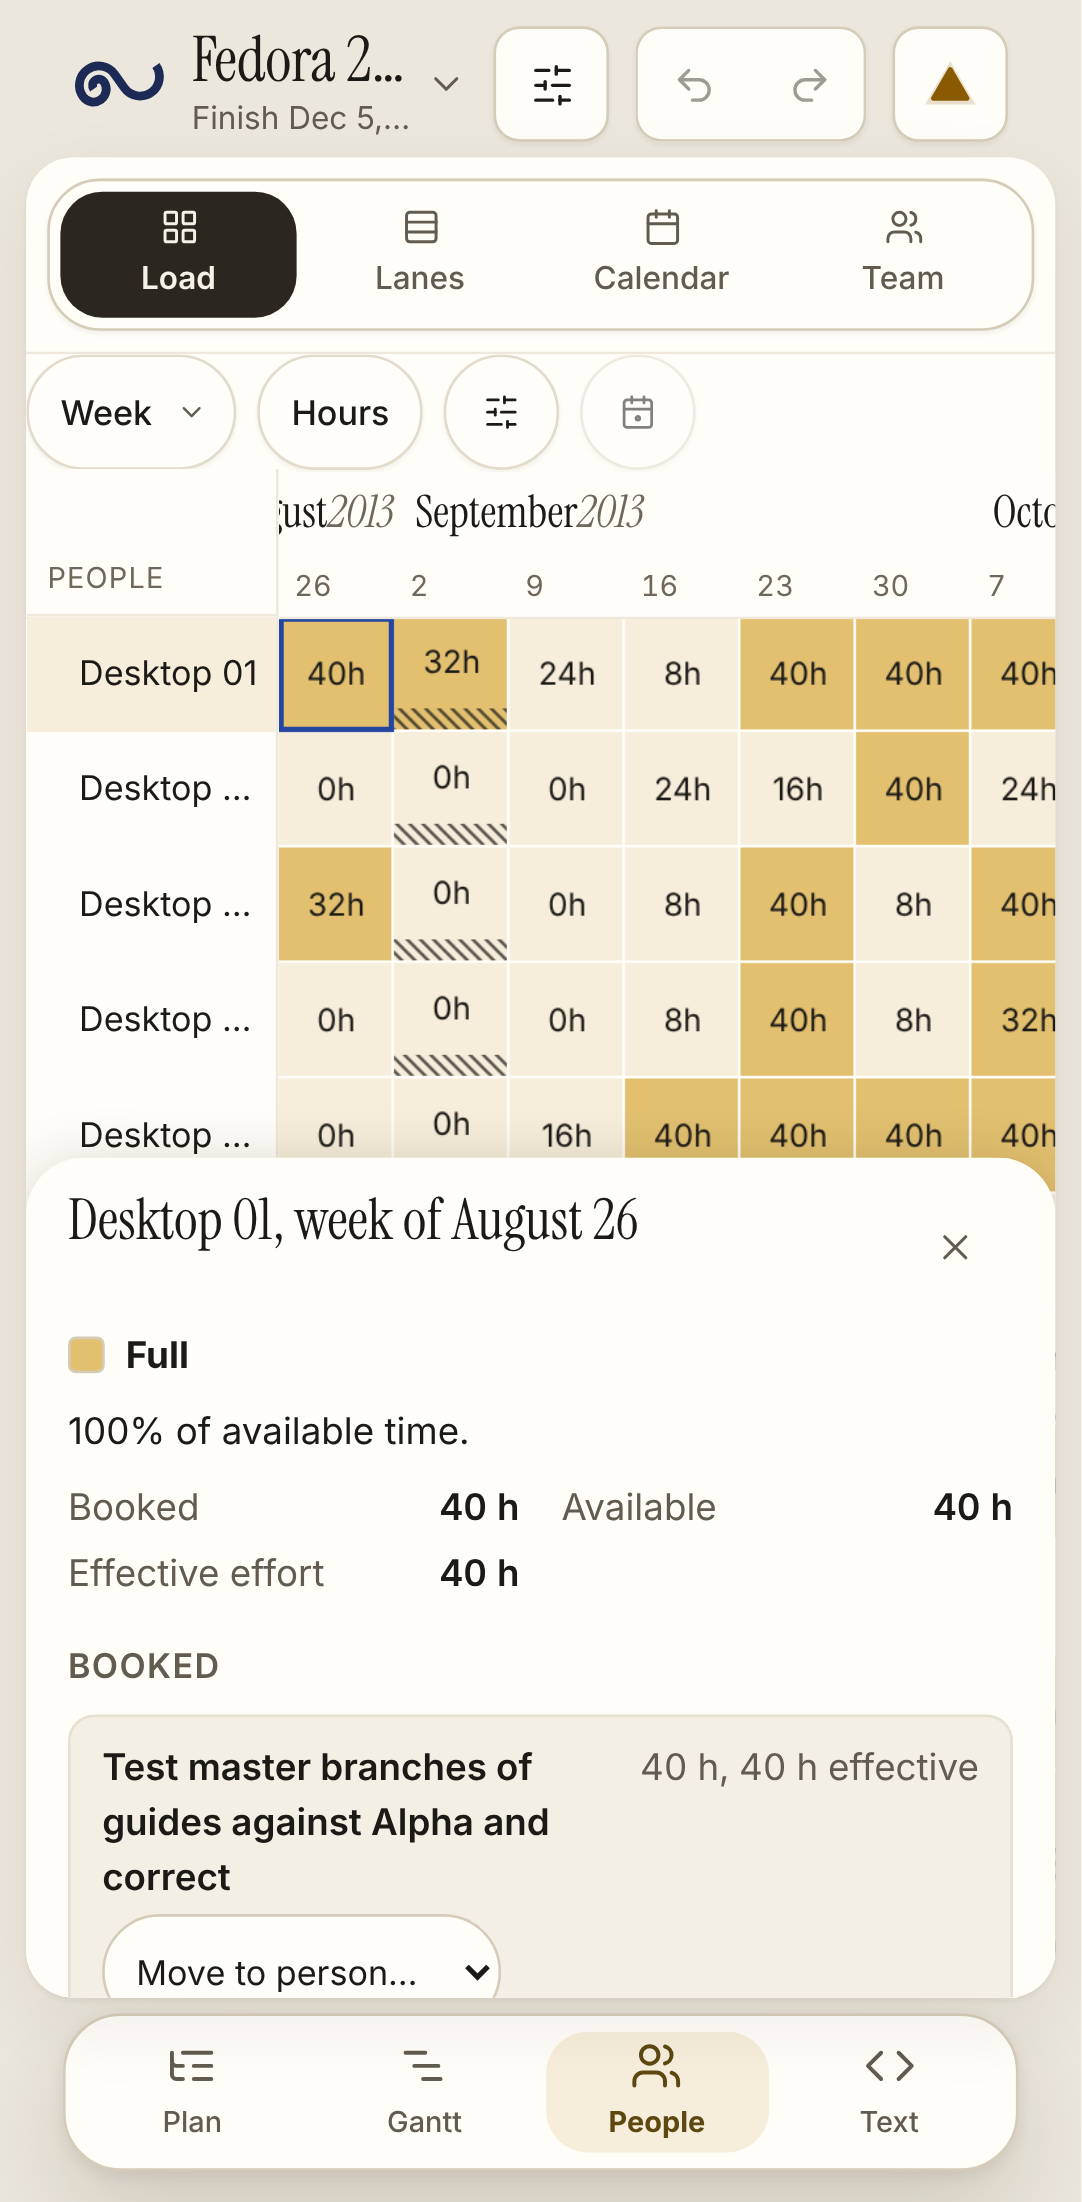 Fedora 2...
Finish Dec 5,...
Load
Lanes
Calendar
Team
Week
Hours
gust2013 September2013 Octo
PEOPLE
26 2 9 16 23 30 7
Desktop 01 40h 32h 24h 8h 40h 40h 40h
Desktop ... 0h 0h 0h 24h 16h 40h 24h
Desktop ... 32h 0h 0h 8h 40h 8h 40h
Desktop ... 0h 0h 0h 8h 40h 8h 32h
Desktop ... 0h 0h 16h 40h 40h 40h 40h
Desktop 01, week of August 26
Full
100% of available time.
Booked 40 h Available 40 h
Effective effort 40 h
BOOKED
Test master branches of 40 h, 40 h effective
guides against Alpha and
correct
Move to person...
Plan
Gantt
People
Text